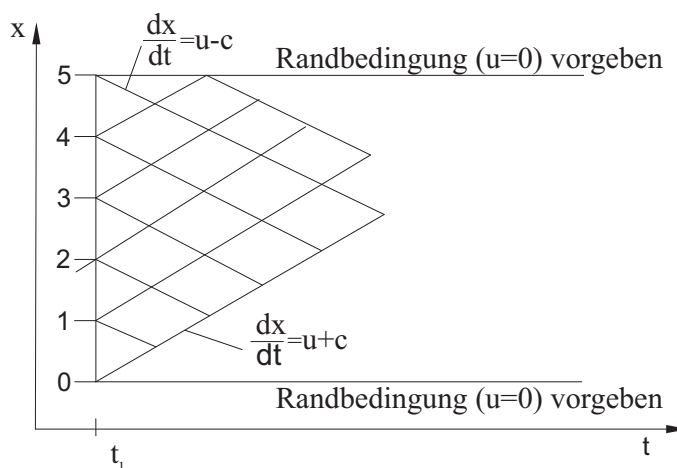 x
dx
dt
=u-c
Randbedingung (u=0) vorgeben
5
4
3
2
1
0
dx
dt
=u+c
Randbedingung (u=0) vorgeben
t₁
t